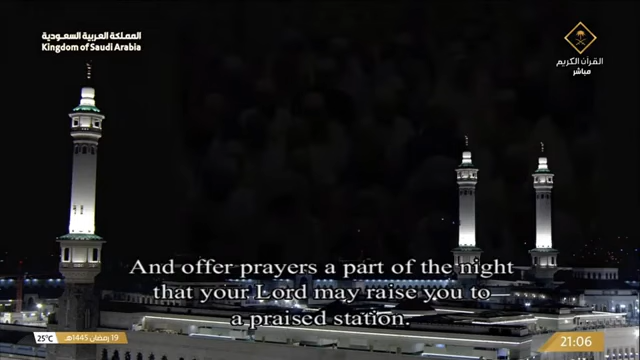 المملكة العربية السعودية
Kingdom of Saudi Arabia
القرآن الكريم
مباشر
And offer prayers a part of the night
that your Lord may raise you to
a praised station.
25°C
19 رمضان 1445هـ
21:06